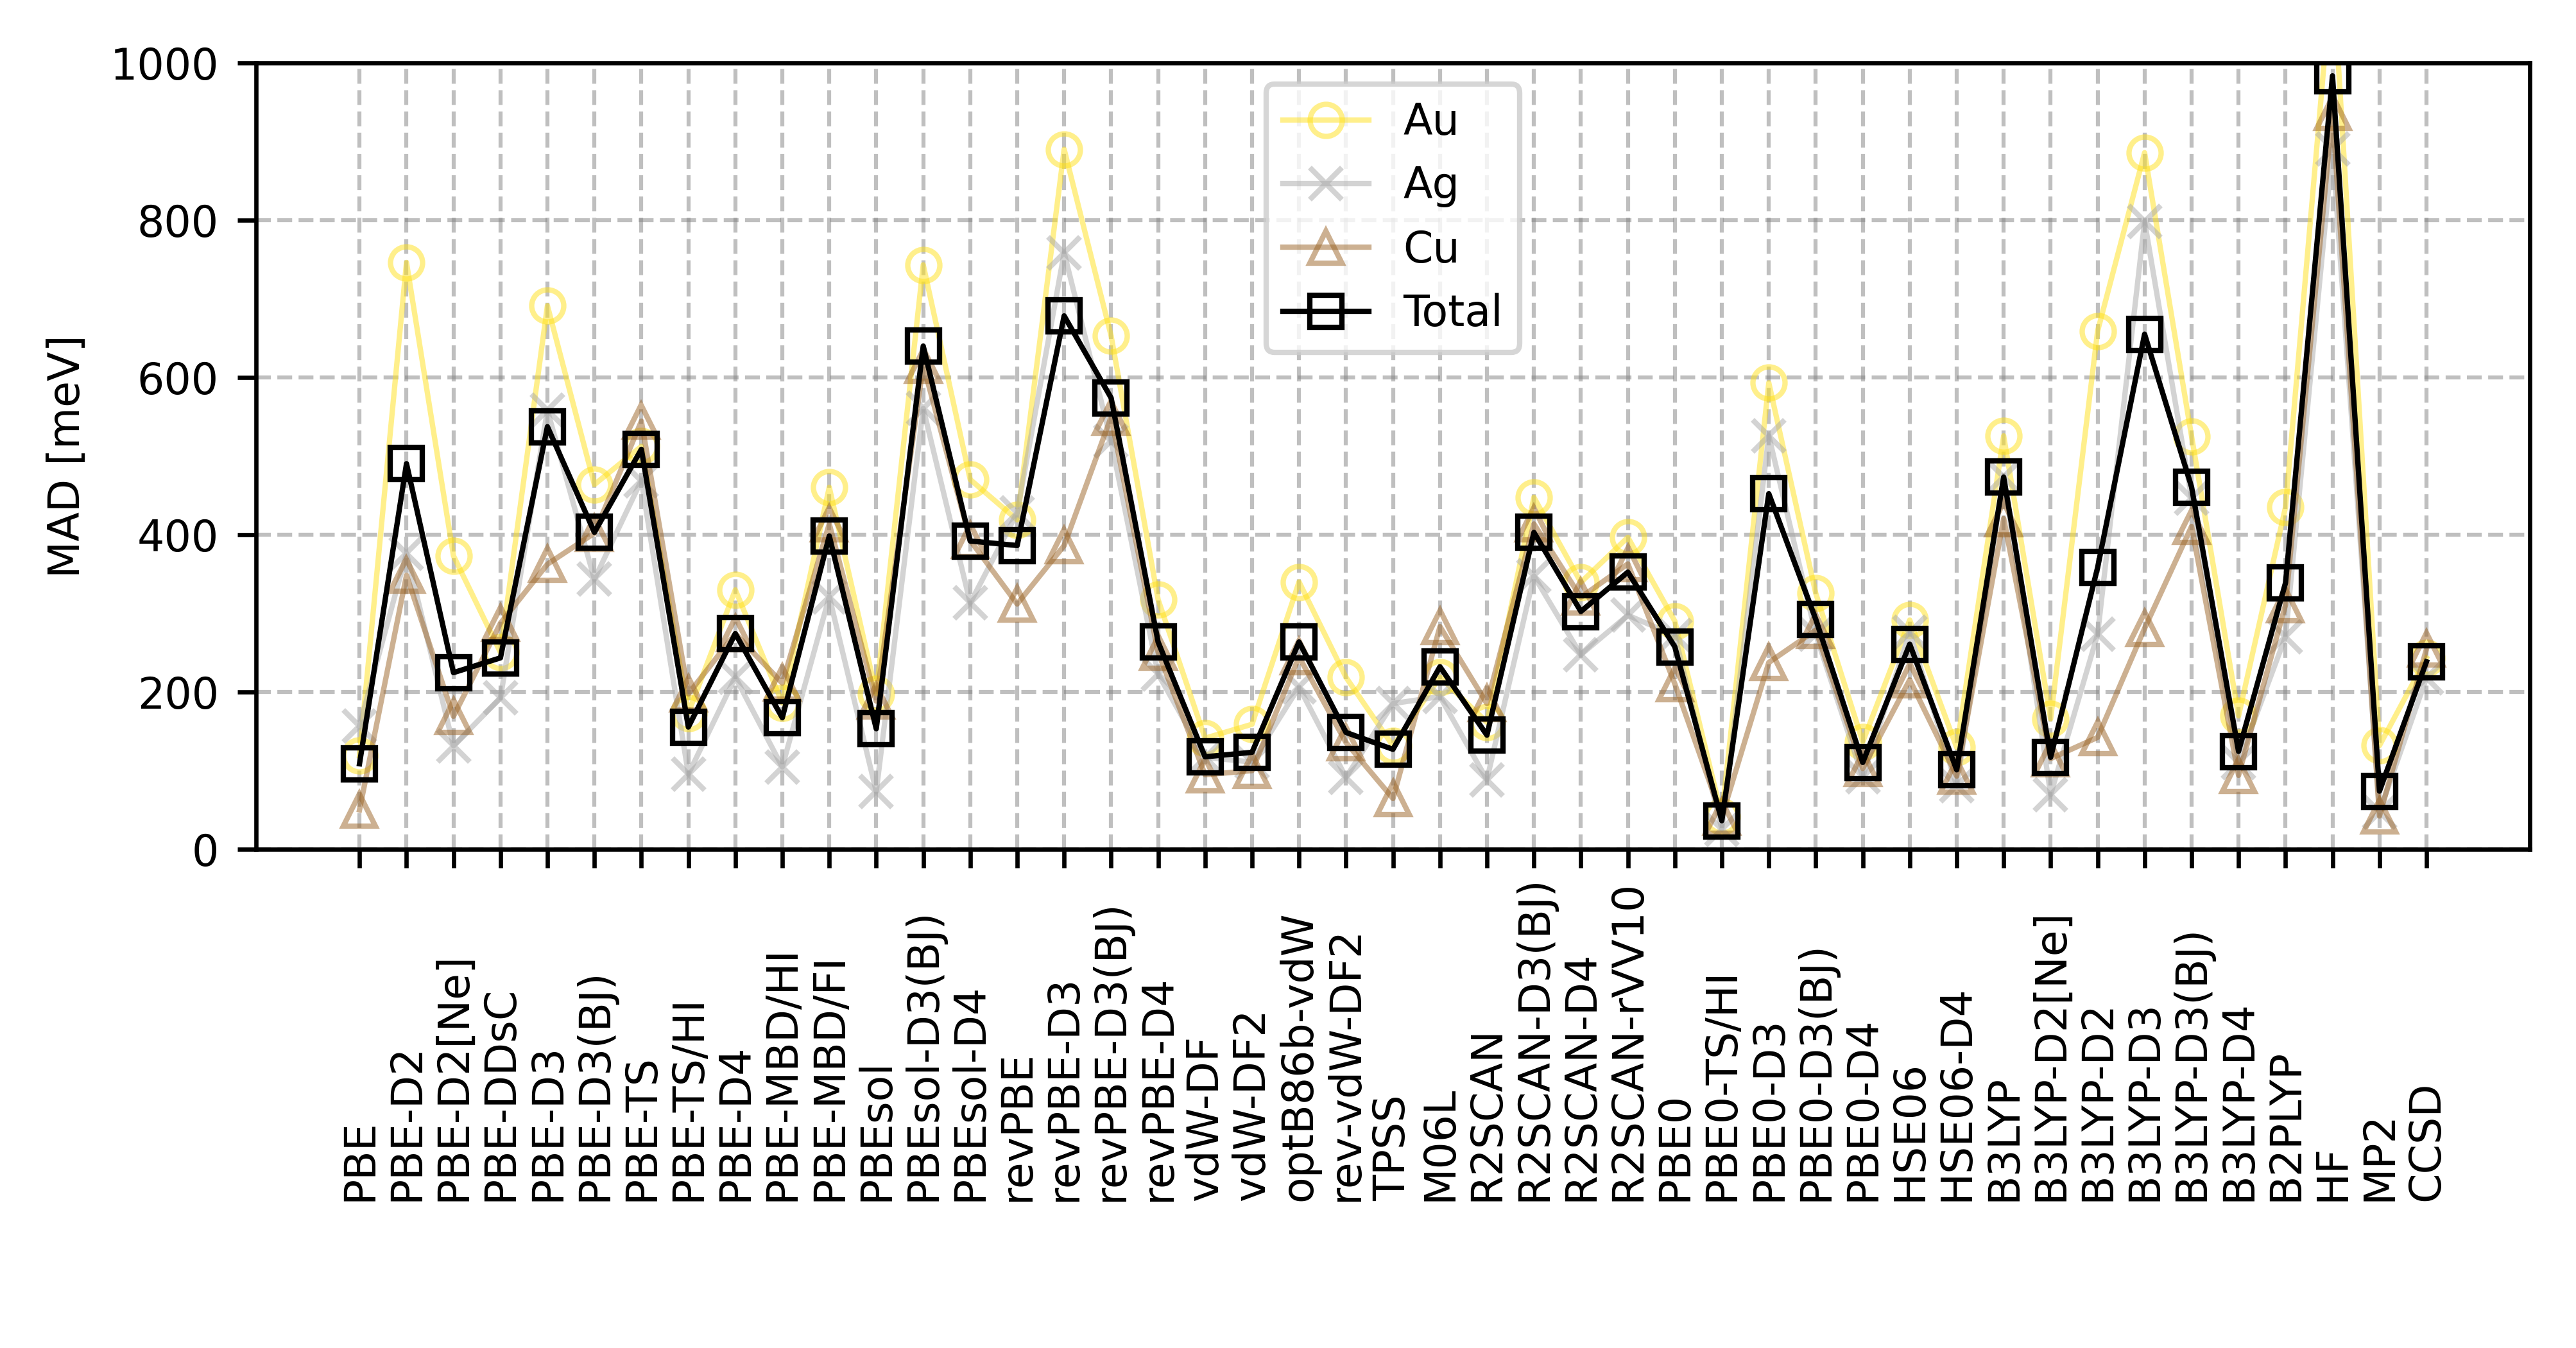 MAD [meV]
1000
800
600
400
200
0
Au
Ag
Cu
Total
PBE
PBE-D2
PBE-D2[Ne]
PBE-DDsC
PBE-D3
PBE-D3(BJ)
PBE-TS
PBE-TS/HI
PBE-D4
PBE-MBD/HI
PBE-MBD/FI
PBEsol
PBEsol-D3(BJ)
PBEsol-D4
revPBE
revPBE-D3
revPBE-D3(BJ)
revPBE-D4
vdW-DF
vdW-DF2
optB86b-vdW
rev-vdW-DF2
TPSS
M06L
R2SCAN
R2SCAN-D3(BJ)
R2SCAN-D4
R2SCAN-rVV10
PBE0
PBE0-TS/HI
PBE0-D3
PBE0-D3(BJ)
PBE0-D4
HSE06
HSE06-D4
B3LYP
B3LYP-D2[Ne]
B3LYP-D2
B3LYP-D3
B3LYP-D3(BJ)
B3LYP-D4
B2PLYP
HF
MP2
CCSD